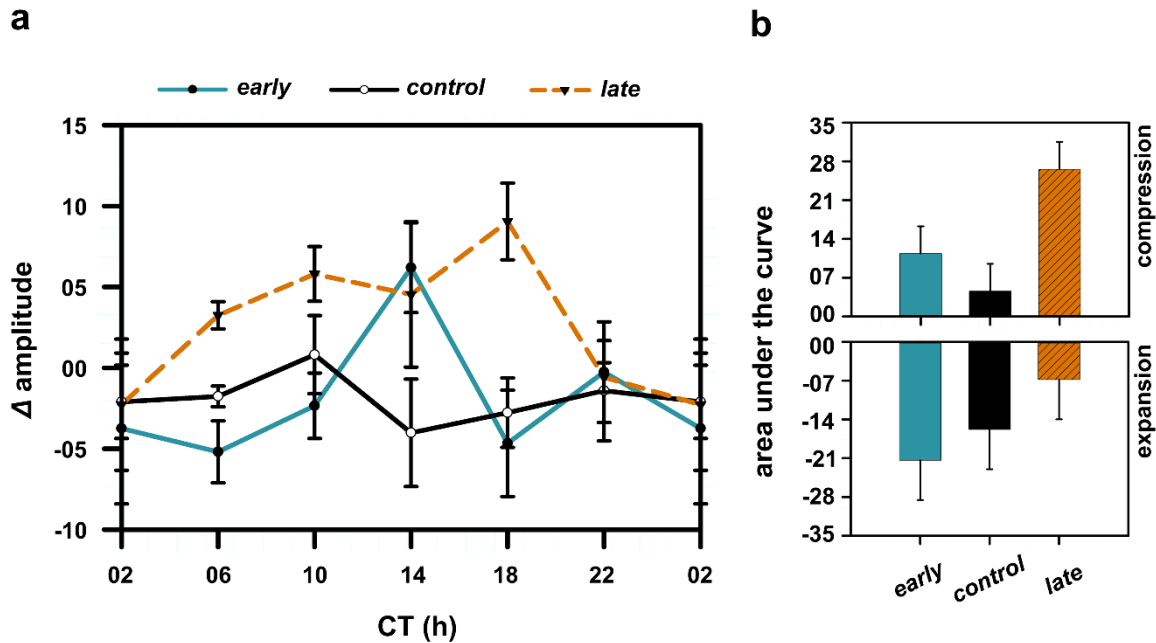 a
early control late
Δ amplitude
15
10
05
00
-05
-10
02 06 10 14 18 22 02
CT (h)
b
area under the curve
35
28
21
14
07
00
compression
00
-07
-14
-21
-28
-35
expansion
early control late